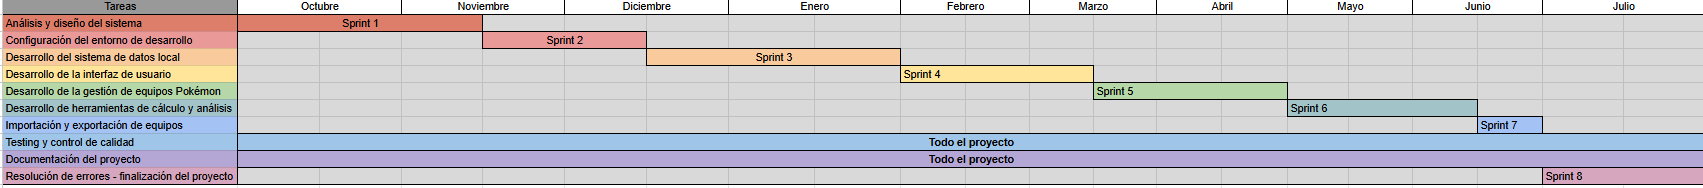 Tareas Octubre Noviembre Diciembre Enero Febrero Marzo Abril Mayo Junio Julio
Análisis y diseño del sistema Sprint 1
Configuración del entorno de desarrollo Sprint 2
Desarrollo del sistema de datos local Sprint 3
Desarrollo de la interfaz de usuario Sprint 4
Desarrollo de la gestión de equipos Pokémon Sprint 5
Desarrollo de herramientas de cálculo y análisis Sprint 6
Importación y exportación de equipos Sprint 7
Testing y control de calidad Todo el proyecto
Documentación del proyecto Todo el proyecto
Resolución de errores - finalización del proyecto Sprint 8